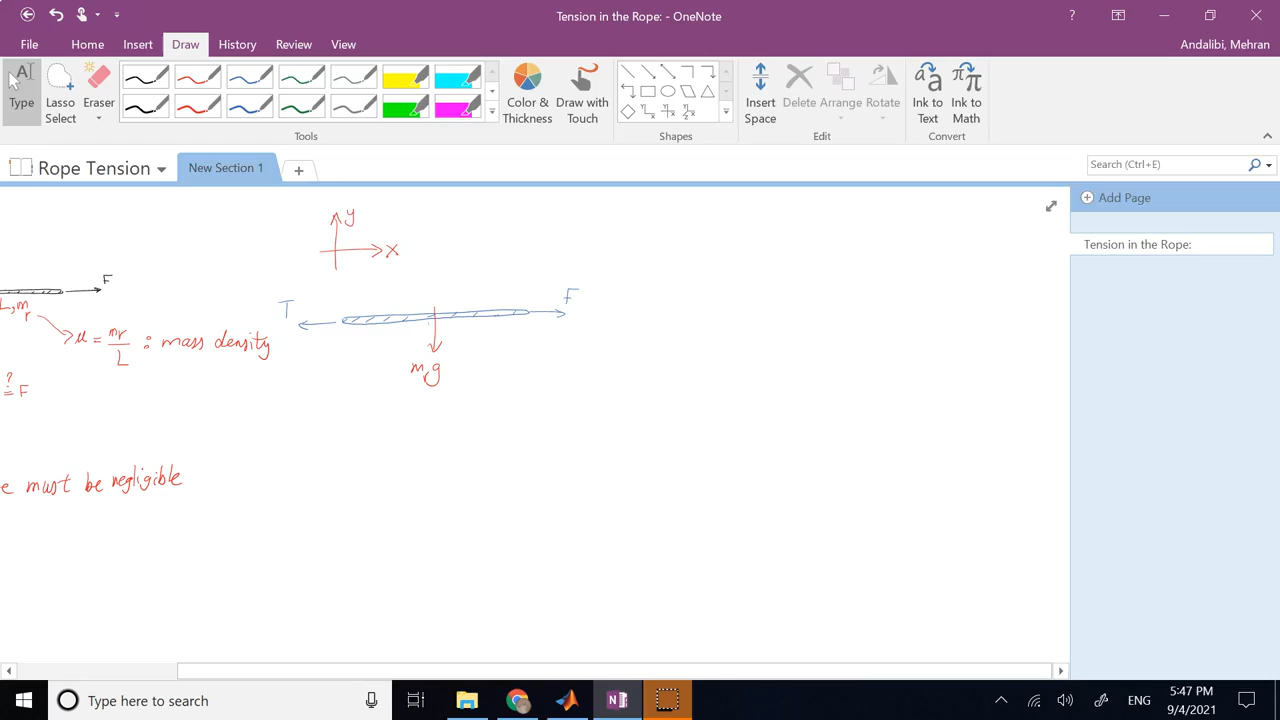 Tension in the Rope: - OneNote
Andalibi, Mehran
File Home Insert Draw History Review View
Type
Lasso Select
Eraser
Color & Thickness
Draw with Touch
Insert Space
Delete
Arrange
Rotate
Ink to Text
Ink to Math
Tools
Shapes
Edit
Convert
Rope Tension
New Section 1
Search (Ctrl+E)
Add Page
Tension in the Rope:
y
x
F
L, m_r
μ = m_r / L : mass density
? = F
T
F
m_r g
e must be negligible
Type here to search
ENG
5:47 PM
9/4/2021